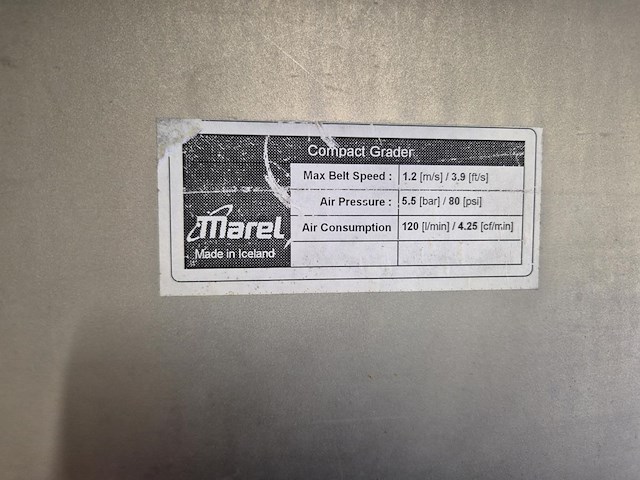 Compact Grader
Max Belt Speed : 1.2 [m/s] / 3.9 [ft/s]
Air Pressure : 5.5 [bar] / 80 [psi]
Air Consumption 120 [l/min] / 4.25 [cf/min]
Marel
Made in Iceland